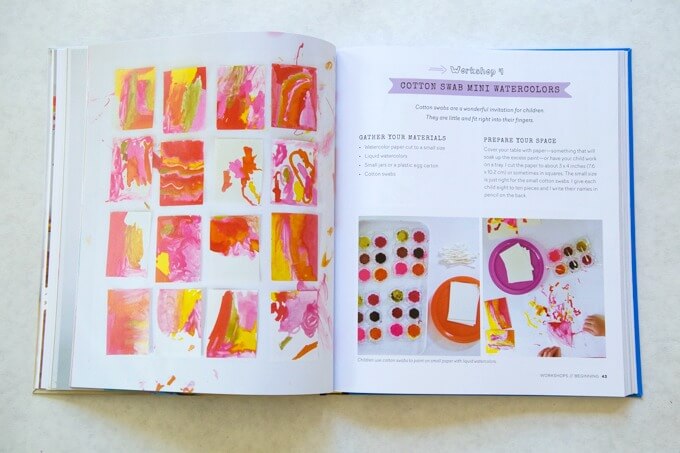 Workshop 4
COTTON SWAB MINI WATERCOLORS
Cotton swabs are a wonderful invitation for children.
They are little and fit right into their fingers.
GATHER YOUR MATERIALS
• Watercolor paper cut to a small size
• Liquid watercolors
• Small jars or a plastic egg carton
• Cotton swabs
PREPARE YOUR SPACE
Cover your table with paper—something that will
soak up the excess paint—or have your child work
on a tray. I cut the paper to about 3 x 4 inches (7.6
x 10.2 cm) or sometimes in squares. The small size
is just right for the small cotton swabs. I give each
child eight to ten pieces and I write their names in
pencil on the back.
Children use cotton swabs to paint on small paper with liquid watercolors.
WORKSHOPS // BEGINNING 43